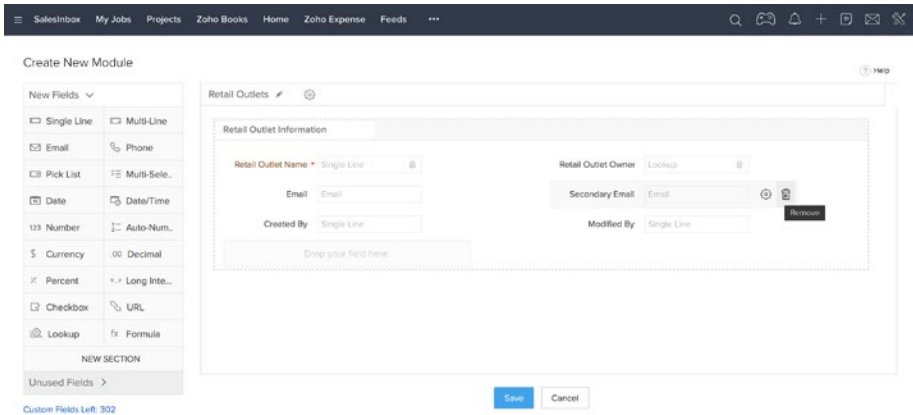 SalesInbox My Jobs Projects Zoho Books Home Zoho Expense Feeds
Create New Module
Help
New Fields
Retail Outlets
Single Line Multi-Line
Retail Outlet Information
Email Phone
Retail Outlet Name * Single Line Retail Outlet Owner Lookup
Pick List Multi-Sele..
Email Email Secondary Email Email
Date Date/Time
Remove
Created By Single Line Modified By Single Line
123 Number Auto-Num..
$ Currency .00 Decimal
Drop your field here.
% Percent Long Inte...
Checkbox URL
Lookup fx Formula
NEW SECTION
Unused Fields
Save Cancel
Custom Fields Left: 302